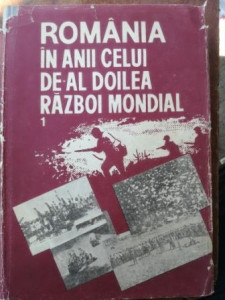 ROMÂNIA
ÎN ANII CELUI
DE-AL DOILEA
RĂZBOI MONDIAL
1